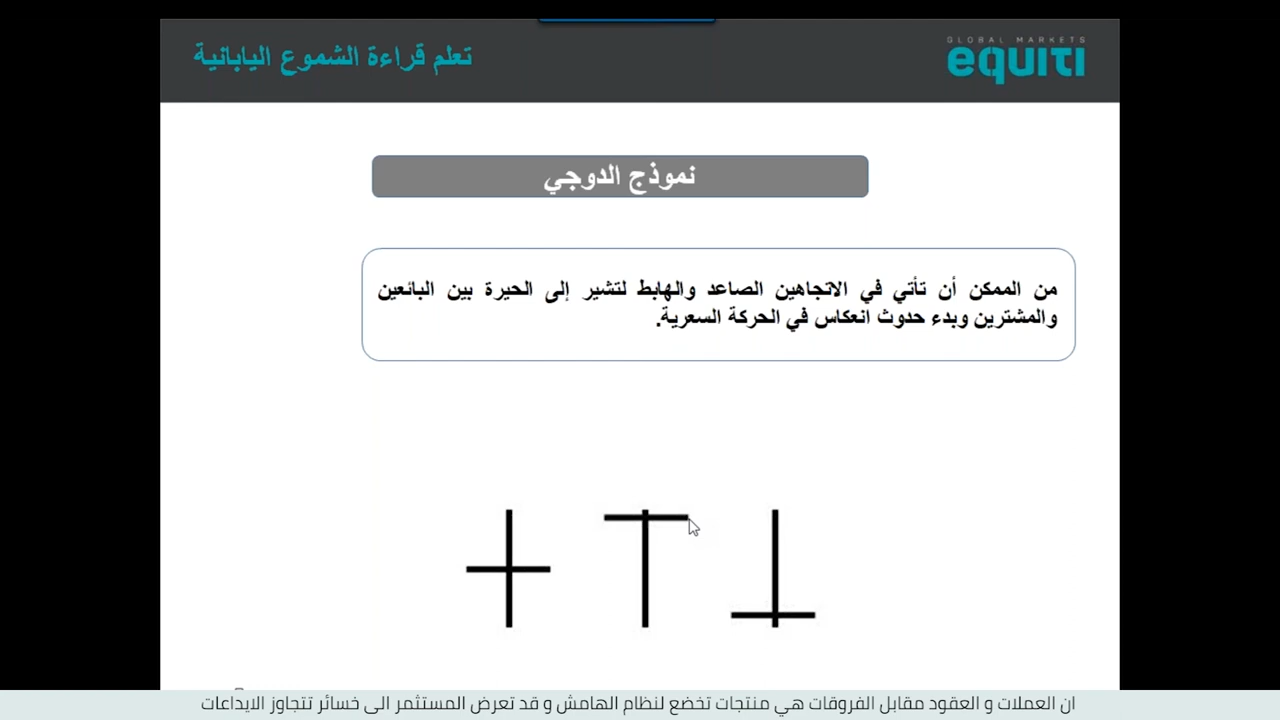 تعلم قراءة الشموع اليابانية
GLOBAL MARKETS
equiti
نموذج الدوجي
من الممكن أن تأتي في الاتجاهين الصاعد والهابط لتشير إلى الحيرة بين البائعين
والمشترين وبدء حدوث انعكاس في الحركة السعرية.
ان العملات و العقود مقابل الفروقات هي منتجات تخضع لنظام الهامش و قد تعرض المستثمر الى خسائر تتجاوز الايداعات